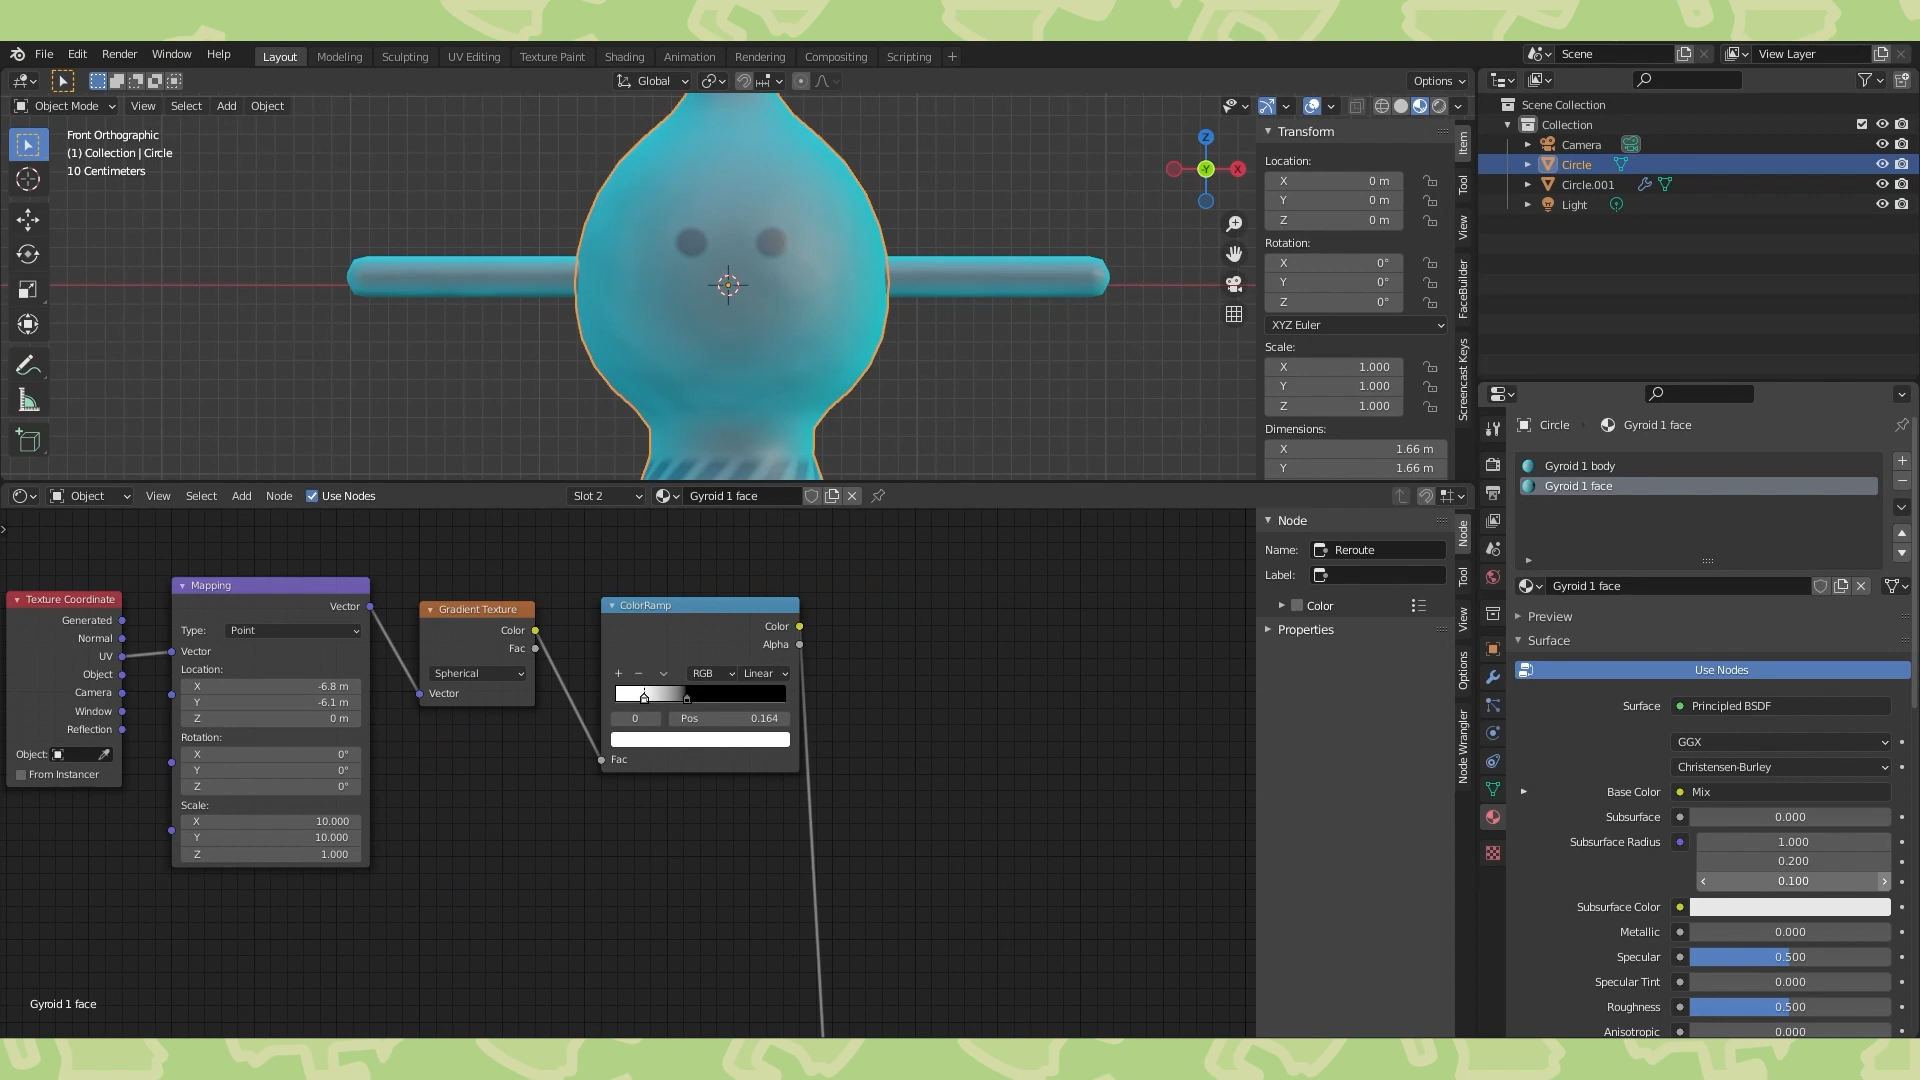 File Edit Render Window Help Layout Modeling Sculpting UV Editing Texture Paint Shading Animation Rendering Compositing Scripting + Scene View Layer
Global Options
Object Mode View Select Add Object
Front Orthographic
(1) Collection | Circle
10 Centimeters
Z
Y
X
Transform
Location:
X 0 m
Y 0 m
Z 0 m
Rotation:
X 0°
Y 0°
Z 0°
XYZ Euler
Scale:
X 1.000
Y 1.000
Z 1.000
Dimensions:
X 1.66 m
Y 1.66 m
Item
Tool
View
FaceBuilder
Screencast Keys
Scene Collection
Collection
Camera
Circle
Circle.001
Light
Object View Select Add Node Use Nodes Slot 2 Gyroid 1 face
Texture Coordinate
Generated
Normal
UV
Object
Camera
Window
Reflection
Object:
From Instancer
Mapping
Vector
Type: Point
Vector
Location:
X -6.8 m
Y -6.1 m
Z 0 m
Rotation:
X 0°
Y 0°
Z 0°
Scale:
X 10.000
Y 10.000
Z 1.000
Gradient Texture
Color
Fac
Spherical
Vector
ColorRamp
Color
Alpha
+ − RGB Linear
0 Pos 0.164
Fac
Gyroid 1 face
Node
Name: Reroute
Label:
Color
Properties
Node
Tool
View
Options
Node Wrangler
Circle Gyroid 1 face
Gyroid 1 body
Gyroid 1 face
Gyroid 1 face
Preview
Surface
Use Nodes
Surface Principled BSDF
GGX
Christensen-Burley
Base Color Mix
Subsurface 0.000
Subsurface Radius 1.000
0.200
0.100
Subsurface Color
Metallic 0.000
Specular 0.500
Specular Tint 0.000
Roughness 0.500
Anisotropic 0.000